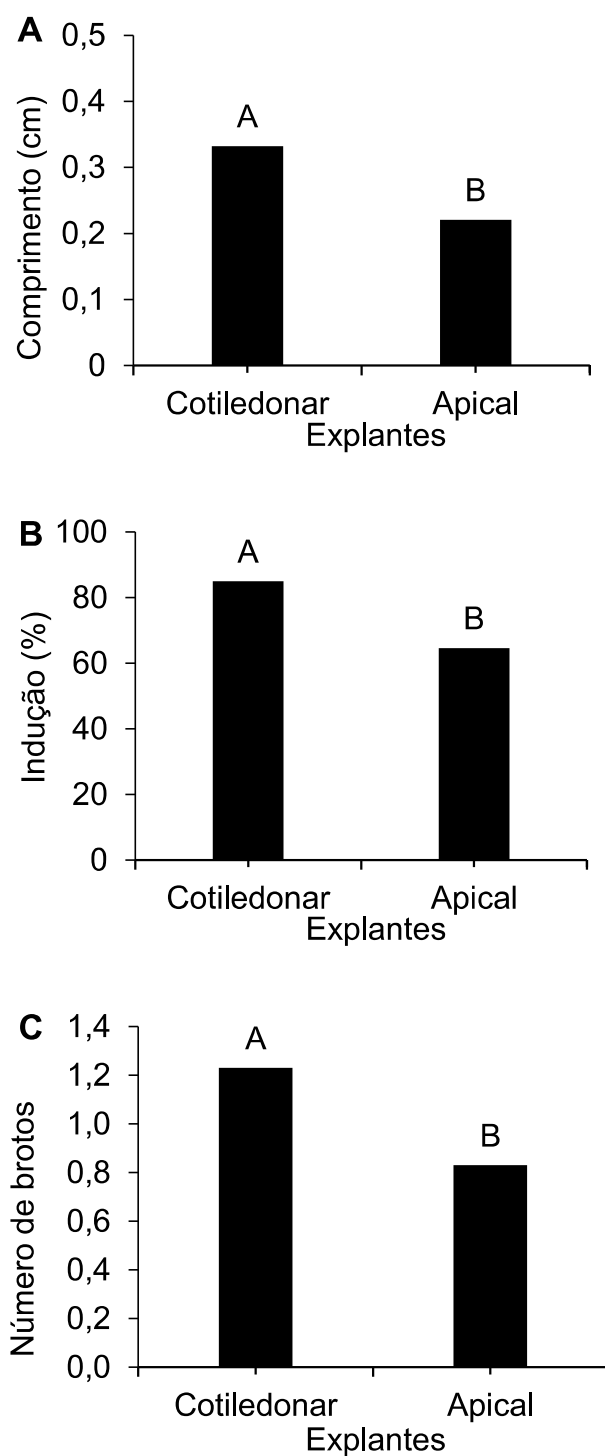 A
0,5
0,4
0,3
0,2
0,1
0
Comprimento (cm)
A
B
Cotiledonar Apical
Explantes
B
100
80
60
40
20
0
Indução (%)
A
B
Cotiledonar Apical
Explantes
C
1,4
1,2
1,0
0,8
0,6
0,4
0,2
0,0
Número de brotos
A
B
Cotiledonar Apical
Explantes